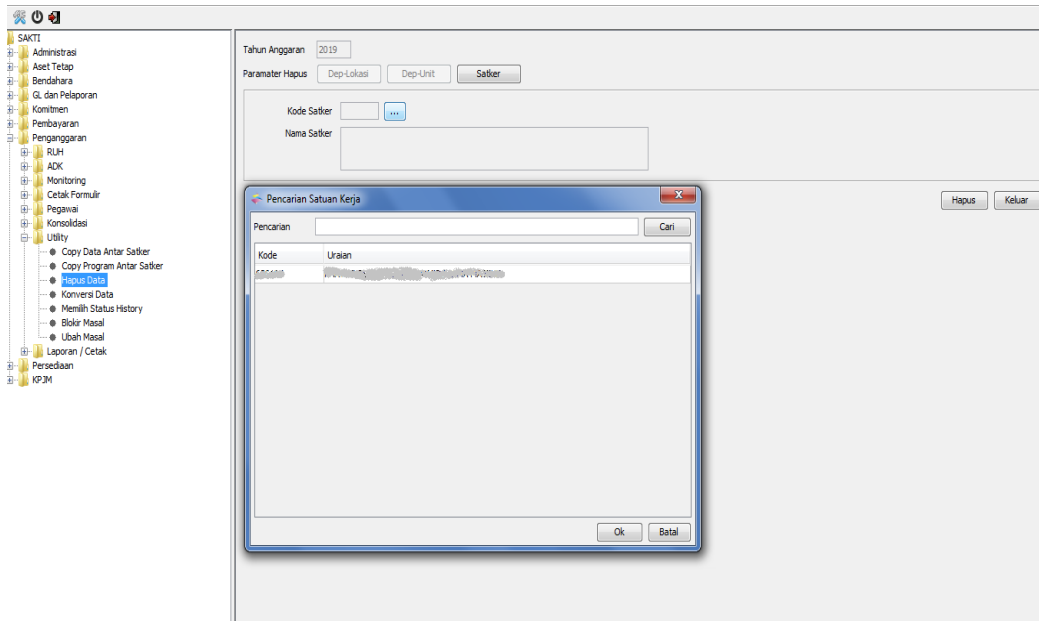 SAKTI
Administrasi
Aset Tetap
Bendahara
GL dan Pelaporan
Komitmen
Pembayaran
Penganggaran
RUH
ADK
Monitoring
Cetak Formulir
Pegawai
Konsolidasi
Utility
Copy Data Antar Satker
Copy Program Antar Satker
Hapus Data
Konversi Data
Memilih Status History
Blokir Masal
Ubah Masal
Laporan / Cetak
Persediaan
KPJM
Tahun Anggaran 2019
Paramater Hapus Dep-Lokasi Dep-Unit Satker
Kode Satker ...
Nama Satker
Hapus Keluar
Pencarian Satuan Kerja
Pencarian Cari
Kode Uraian
Ok Batal